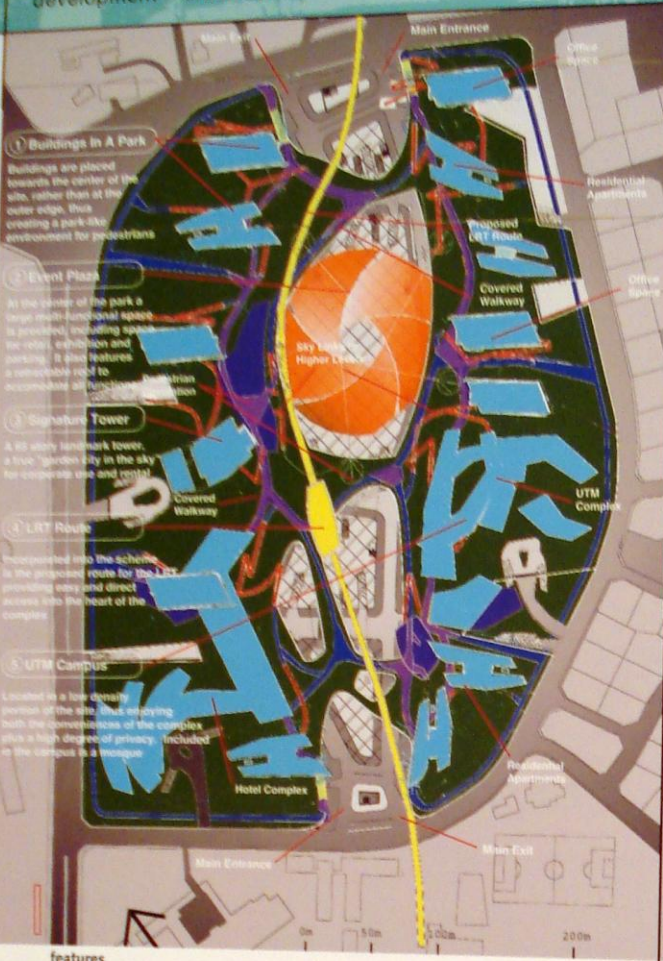 development
Main Exit
Main Entrance
Office
Space
1 Buildings In A Park
Buildings are placed
towards the center of the
site, rather than at the
outer edge, thus
creating a park-like
environment for pedestrians
Residential
Apartments
Proposed
LRT Route
2 Event Plaza
Covered
Walkway
Office
Space
At the center of the park a
large multi-functional space
is provided, including space
for retail, exhibition and
It also features
roof to
accomodate all functions
Sky
Higher
3 Signature Tower
A 65 story landmark tower,
a true "garden city in the sky"
for corporate use and rental
Covered
Walkway
UTM
Complex
4 LRT Route
Incorporated into the scheme
is the proposed route for the LRT
providing easy and direct
access into the heart of the
complex
5 UTM Campus
Located in a low density
portion of the site, thus enjoying
both the conveniences of the complex
plus a high degree of privacy. Included
in the campus is a mosque
Hotel Complex
Residential
Apartments
Main Entrance
Main Exit
0m 50m 100m 200m
features